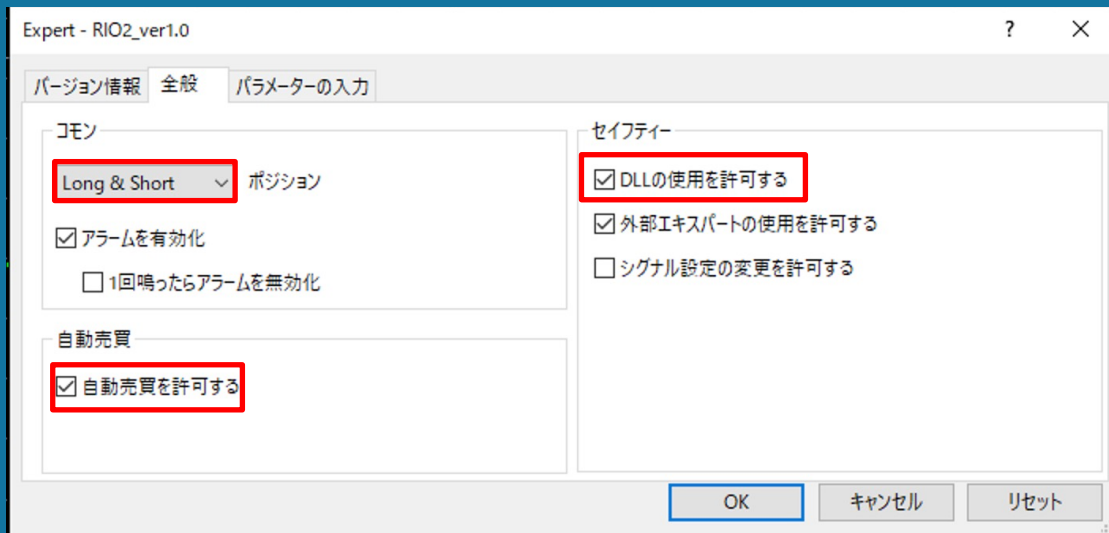 Expert - RIO2_ver1.0
?
バージョン情報
全般
パラメーターの入力
コモン
Long & Short
ポジション
アラームを有効化
1回鳴ったらアラームを無効化
自動売買
自動売買を許可する
セイフティー
DLLの使用を許可する
外部エキスパートの使用を許可する
シグナル設定の変更を許可する
OK
キャンセル
リセット